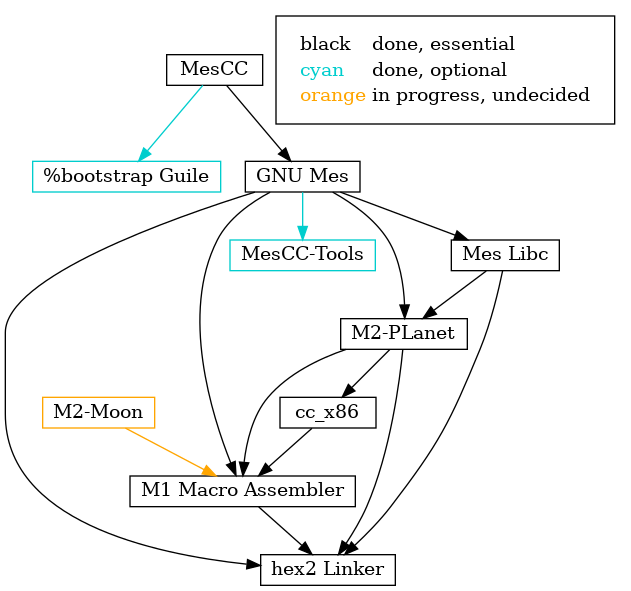 black done, essential
cyan done, optional
orange in progress, undecided
MesCC
%bootstrap Guile
GNU Mes
MesCC-Tools
Mes Libc
M2-PLanet
M2-Moon
cc_x86
M1 Macro Assembler
hex2 Linker